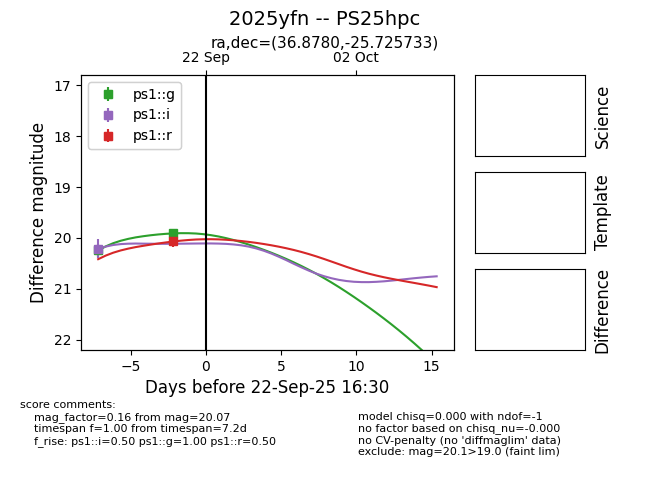 2025yfn -- PS25hpc
ra,dec=(36.8780,-25.725733)
22 Sep
02 Oct
ps1::g
ps1::i
ps1::r
17
18
19
20
21
22
Difference magnitude
−5
0
5
10
15
Days before 22-Sep-25 16:30
Science
Template
Difference
score comments:
mag_factor=0.16 from mag=20.07
timespan f=1.00 from timespan=7.2d
f_rise: ps1::i=0.50 ps1::g=1.00 ps1::r=0.50
model chisq=0.000 with ndof=-1
no factor based on chisq_nu=-0.000
no CV-penalty (no 'diffmaglim' data)
exclude: mag=20.1>19.0 (faint lim)